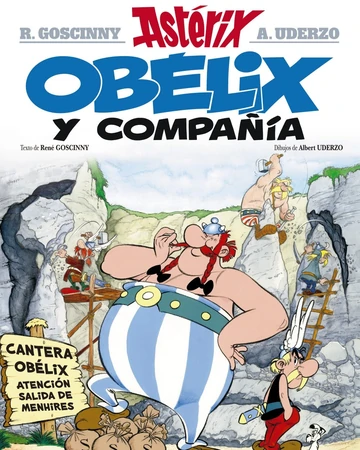 R. GOSCINNY Astérix A. UDERZO
OBÉLIX
Y COMPAÑÍA
Texto de René GOSCINNY
Dibujos de Albert UDERZO
CANTERA
OBÉLIX
ATENCIÓN
SALIDA DE
MENHIRES